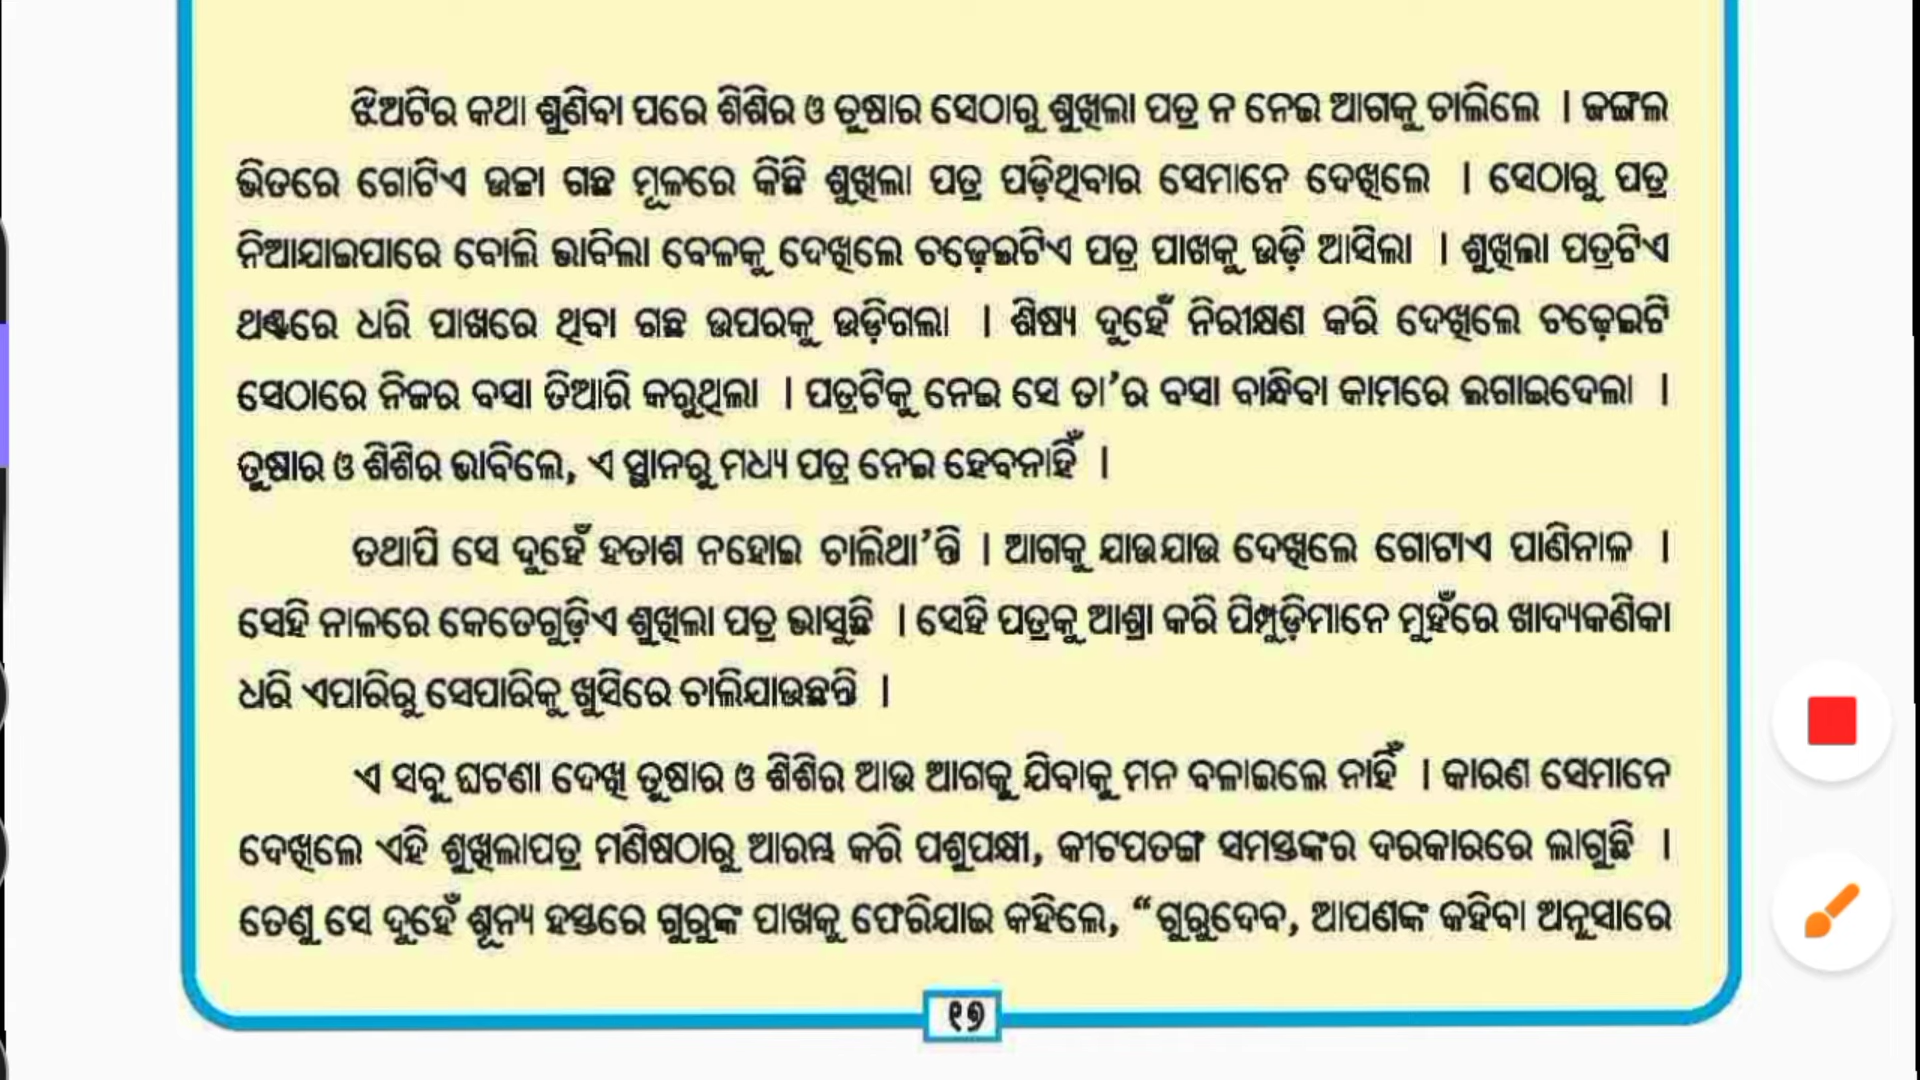 ଝିଅଟିର କଥା ଶୁଣିବା ପରେ ଶିଶିର ଓ ତୁଷାର ସେଠାରୁ ଶୁଖିଲା ପତ୍ର ନ ନେଇ ଆଗକୁ ଚାଲିଲେ । ଜଙ୍ଗଲ
ଭିତରେ ଗୋଟିଏ ଉଚ୍ଚା ଗଛ ମୂଳରେ କିଛି ଶୁଖିଲା ପତ୍ର ପଡ଼ିଥିବାର ସେମାନେ ଦେଖିଲେ । ସେଠାରୁ ପତ୍ର
ନିଆଯାଇପାରେ ବୋଲି ଭାବିଲା ବେଳକୁ ଦେଖିଲେ ଚଢ଼େଇଟିଏ ପତ୍ର ପାଖକୁ ଉଡ଼ି ଆସିଲା । ଶୁଖିଲା ପତ୍ରଟିଏ
ଥଣ୍ଟରେ ଧରି ପାଖରେ ଥିବା ଗଛ ଉପରକୁ ଉଡ଼ିଗଲା । ଶିଷ୍ୟ ଦୁହେଁ ନିରୀକ୍ଷଣ କରି ଦେଖିଲେ ଚଢ଼େଇଟି
ସେଠାରେ ନିଜର ବସା ତିଆରି କରୁଥିଲା । ପତ୍ରଟିକୁ ନେଇ ସେ ତା’ର ବସା ବାନ୍ଧିବା କାମରେ ଲଗାଇଦେଲା ।
ତୁଷାର ଓ ଶିଶିର ଭାବିଲେ, ଏ ସ୍ଥାନରୁ ମଧ୍ୟ ପତ୍ର ନେଇ ହେବନାହିଁ ।
ତଥାପି ସେ ଦୁହେଁ ହତାଶ ନହୋଇ ଚାଲିଥା’ନ୍ତି । ଆଗକୁ ଯାଉଯାଉ ଦେଖିଲେ ଗୋଟାଏ ପାଣିନାଳ ।
ସେହି ନାଳରେ କେତେଗୁଡ଼ିଏ ଶୁଖିଲା ପତ୍ର ଭାସୁଛି । ସେହି ପତ୍ରକୁ ଆଶ୍ରା କରି ପିମ୍ପୁଡ଼ିମାନେ ମୁହଁରେ ଖାଦ୍ୟକଣିକା
ଧରି ଏପାରିରୁ ସେପାରିକୁ ଖୁସିରେ ଚାଲିଯାଉଛନ୍ତି ।
ଏ ସବୁ ଘଟଣା ଦେଖି ତୁଷାର ଓ ଶିଶିର ଆଉ ଆଗକୁ ଯିବାକୁ ମନ ବଳାଇଲେ ନାହିଁ । କାରଣ ସେମାନେ
ଦେଖିଲେ ଏହି ଶୁଖିଲାପତ୍ର ମଣିଷଠାରୁ ଆରମ୍ଭ କରି ପଶୁପକ୍ଷୀ, କୀଟପତଙ୍ଗ ସମସ୍ତଙ୍କର ଦରକାରରେ ଲାଗୁଛି ।
ତେଣୁ ସେ ଦୁହେଁ ଶୂନ୍ୟ ହସ୍ତରେ ଗୁରୁଙ୍କ ପାଖକୁ ଫେରିଯାଇ କହିଲେ, “ଗୁରୁଦେବ, ଆପଣଙ୍କ କହିବା ଅନୁସାରେ
୧୭